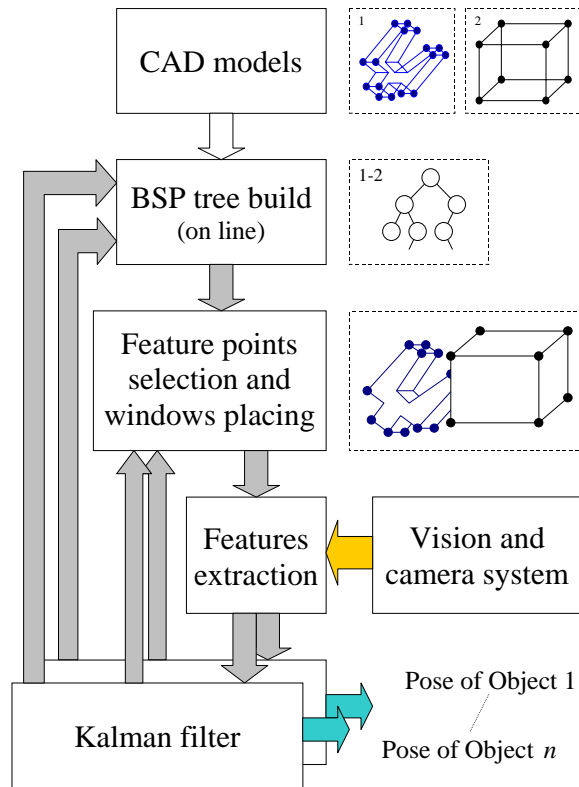 CAD models
1
2
BSP tree build
(on line)
1-2
Feature points
selection and
windows placing
Features
extraction
Vision and
camera system
Kalman filter
Pose of Object 1
Pose of Object n